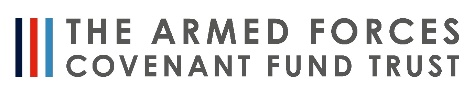 THE ARMED FORCES
COVENANT FUND TRUST